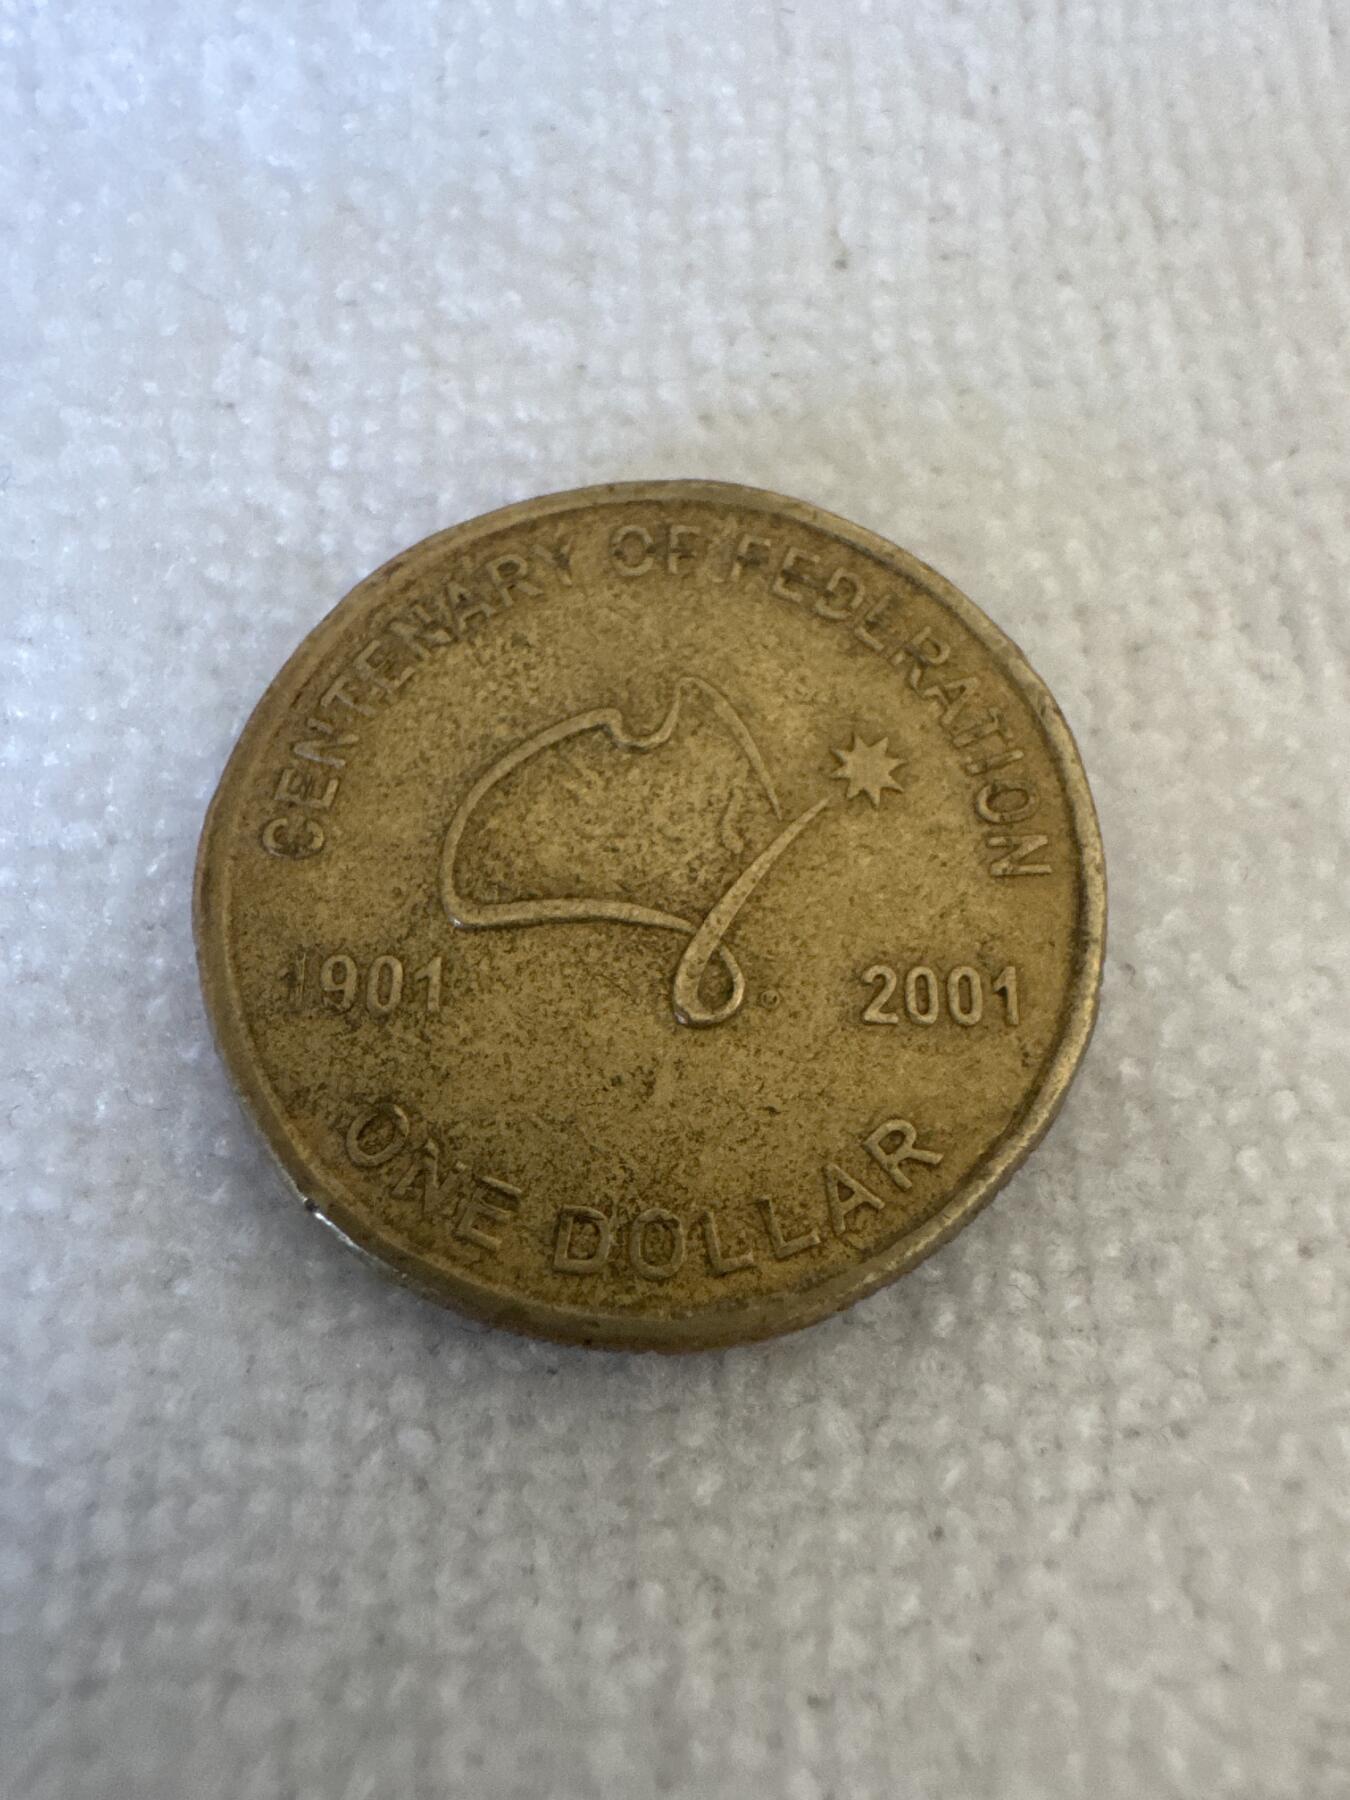 CENTENARY OF FEDERATION
1901 2001
ONE DOLLAR